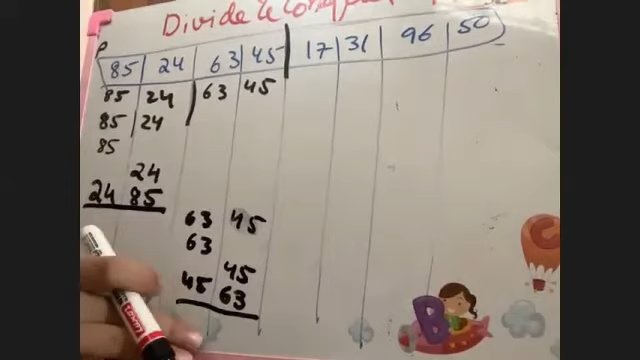 Divide &
P
85 24 63 45 17 31 96 50
85 24 63 45
85 24
85
24
24 85
63 45
63
45
45 63
B